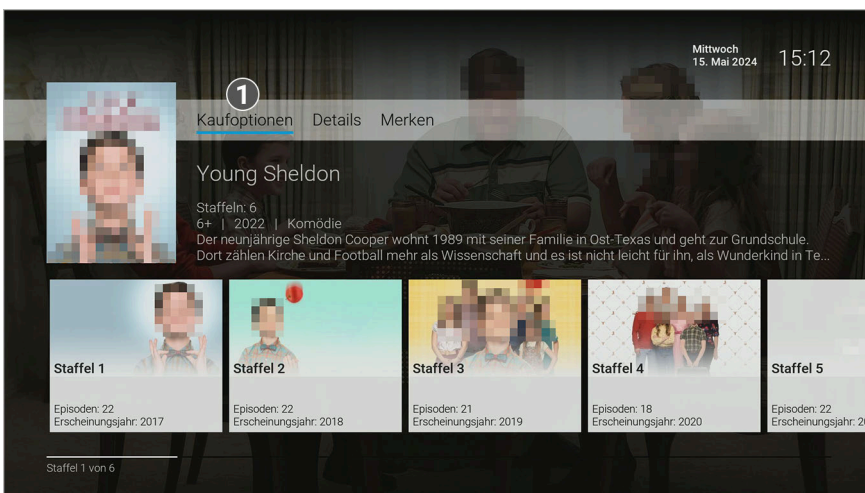 Mittwoch
15. Mai 2024
15:12
1
Kaufoptionen Details Merken
Young Sheldon
Staffeln: 6
6+ | 2022 | Komödie
Der neunjährige Sheldon Cooper wohnt 1989 mit seiner Familie in Ost-Texas und geht zur Grundschule.
Dort zählen Kirche und Football mehr als Wissenschaft und es ist nicht leicht für ihn, als Wunderkind in Te...
Staffel 1
Episoden: 22
Erscheinungsjahr: 2017
Staffel 2
Episoden: 22
Erscheinungsjahr: 2018
Staffel 3
Episoden: 21
Erscheinungsjahr: 2019
Staffel 4
Episoden: 18
Erscheinungsjahr: 2020
Staffel 5
Episoden: 22
Erscheinungsjahr:
Staffel 1 von 6